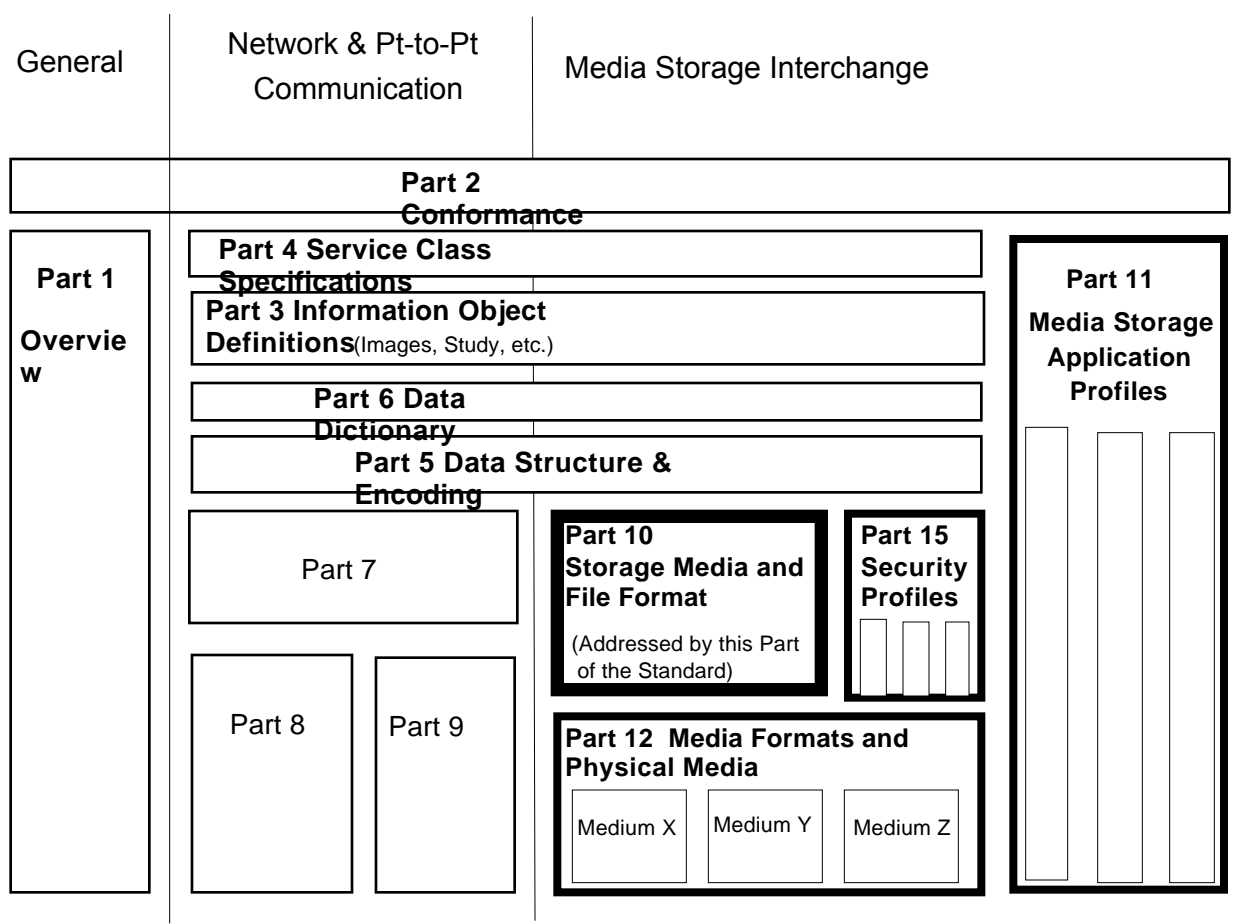 General
Network & Pt-to-Pt
Communication
Media Storage Interchange
Part 2
Conformance
Part 1
Overvie
w
Part 4 Service Class
Specifications
Part 3 Information Object
Definitions(Images, Study, etc.)
Part 6 Data
Dictionary
Part 5 Data Structure &
Encoding
Part 7
Part 8
Part 9
Part 10
Storage Media and
File Format
(Addressed by this Part
of the Standard)
Part 15
Security
Profiles
Part 12 Media Formats and
Physical Media
Medium X
Medium Y
Medium Z
Part 11
Media Storage
Application
Profiles